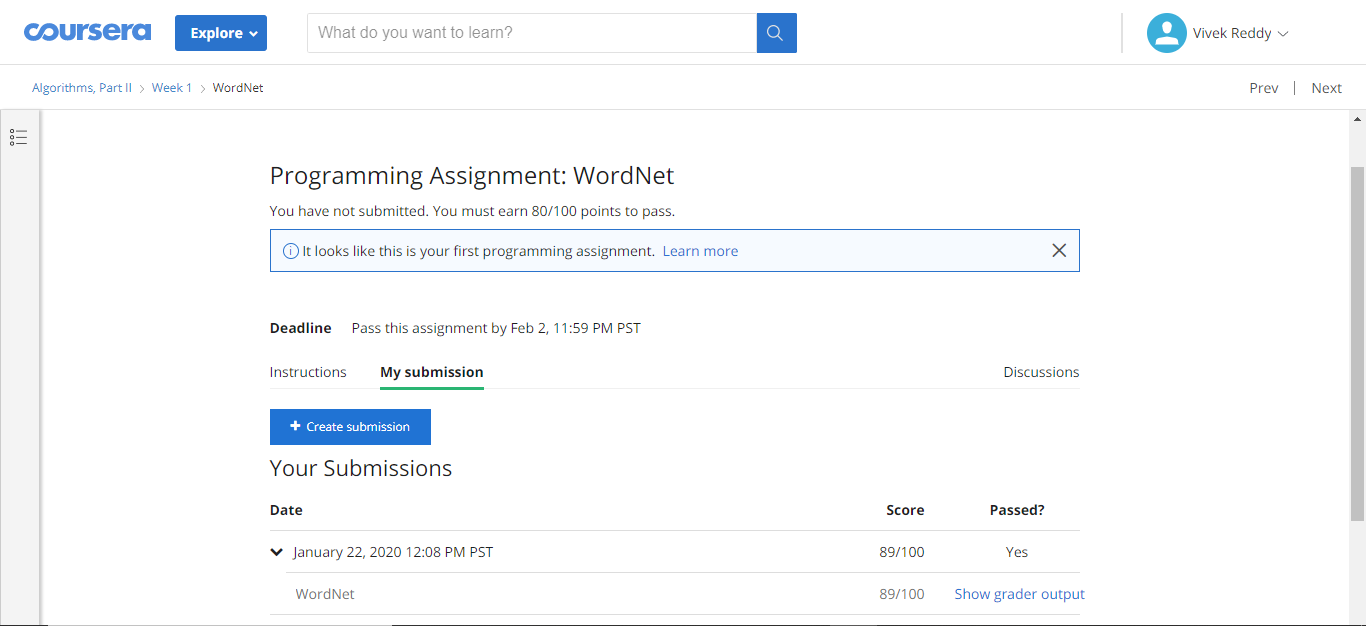 coursera Explore What do you want to learn? Vivek Reddy
Algorithms, Part II > Week 1 > WordNet Prev | Next
Programming Assignment: WordNet
You have not submitted. You must earn 80/100 points to pass.
It looks like this is your first programming assignment. Learn more
Deadline Pass this assignment by Feb 2, 11:59 PM PST
Instructions My submission Discussions
+ Create submission
Your Submissions
Date Score Passed?
January 22, 2020 12:08 PM PST 89/100 Yes
WordNet 89/100 Show grader output